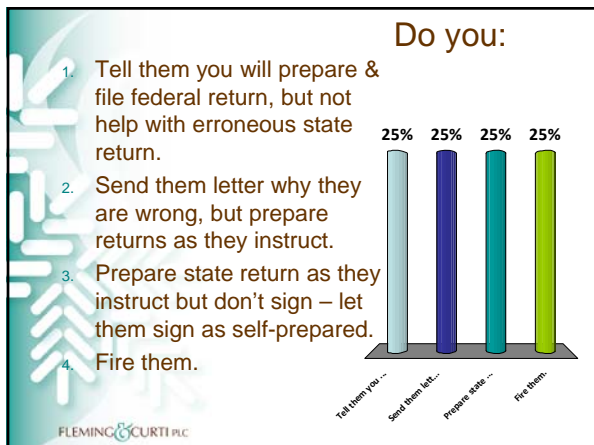 Do you:
1. Tell them you will prepare &
file federal return, but not
help with erroneous state
return.
2. Send them letter why they
are wrong, but prepare
returns as they instruct.
3. Prepare state return as they
instruct but don't sign – let
them sign as self-prepared.
4. Fire them.
25% 25% 25% 25%
Tell them you ...
Send them lett...
Prepare state ...
Fire them.
FLEMING & CURTI PLC